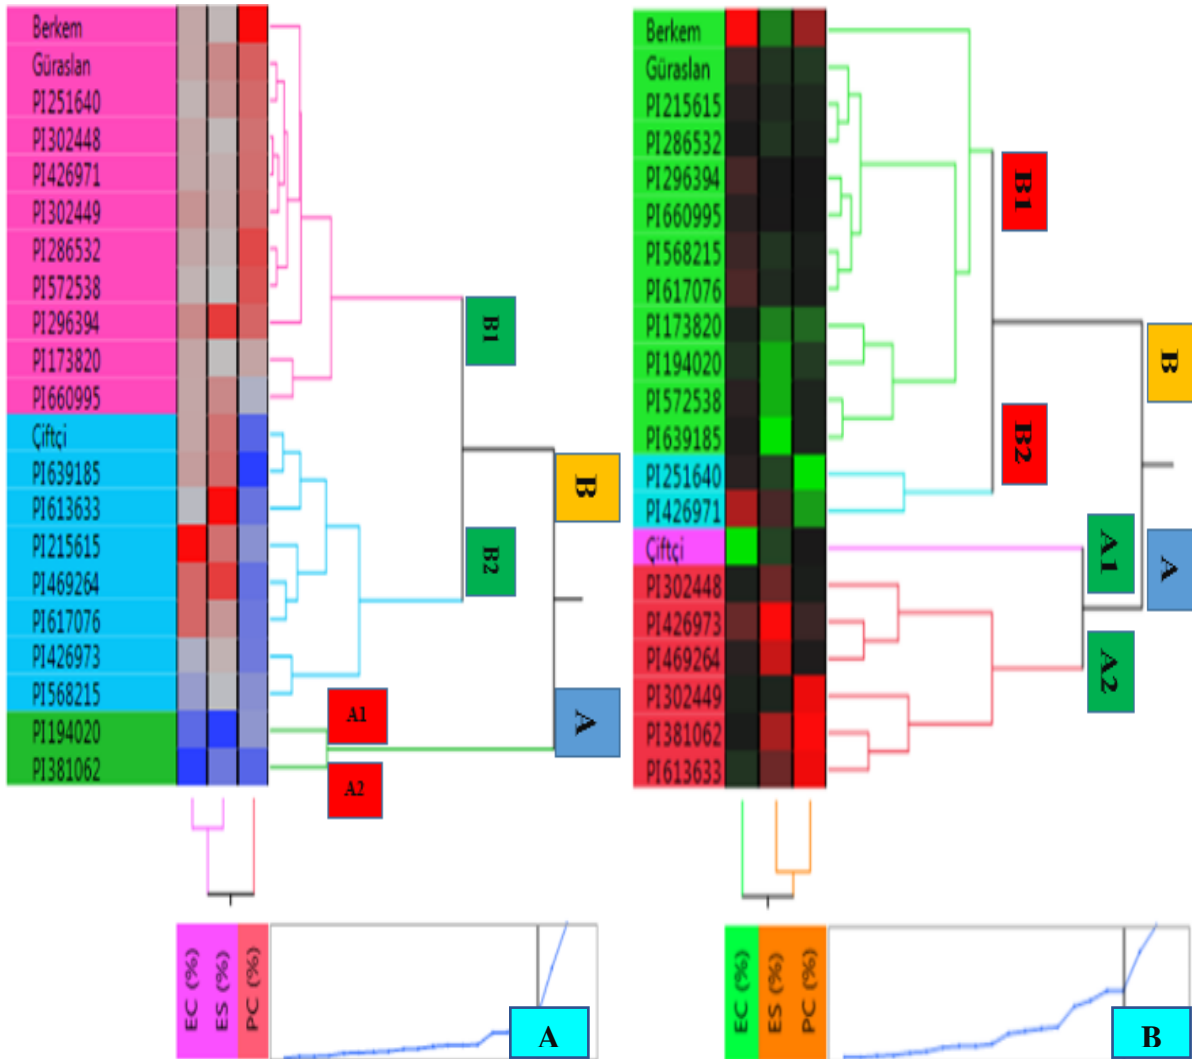 Berkem
Güraslan
PI251640
PI302448
PI426971
PI302449
PI286532
PI572538
PI296394
PI173820
PI660995
Çiftçi
PI639185
PI613633
PI215615
PI469264
PI617076
PI426973
PI568215
PI194020
PI381062
B1
B
B2
A1
A
A2
EC (%)
ES (%)
PC (%)
A
Berkem
Güraslan
PI215615
PI286532
PI296394
PI660995
PI568215
PI617076
PI173820
PI194020
PI572538
PI639185
PI251640
PI426971
Çiftçi
PI302448
PI426973
PI469264
PI302449
PI381062
PI613633
B1
B
B2
A1
A
A2
EC (%)
ES (%)
PC (%)
B